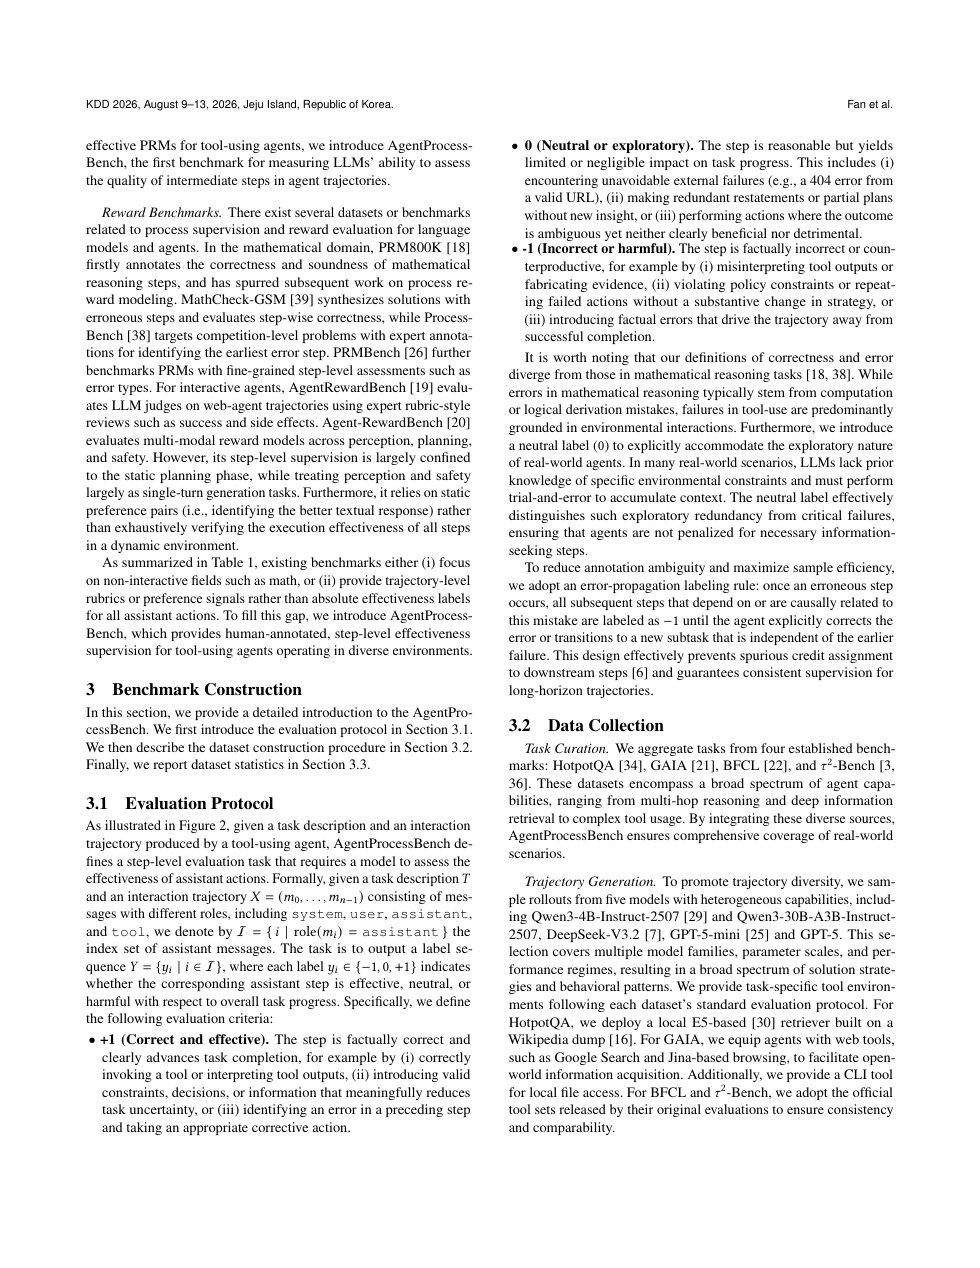 KDD 2026, August 9–13, 2026, Jeju Island, Republic of Korea.
Fan et al.
effective PRMs for tool-using agents, we introduce AgentProcess-
Bench, the first benchmark for measuring LLMs' ability to assess
the quality of intermediate steps in agent trajectories.
Reward Benchmarks. There exist several datasets or benchmarks
related to process supervision and reward evaluation for language
models and agents. In the mathematical domain, PRM800K [18]
firstly annotates the correctness and soundness of mathematical
reasoning steps, and has spurred subsequent work on process re-
ward modeling. MathCheck-GSM [39] synthesizes solutions with
erroneous steps and evaluates step-wise correctness, while Process-
Bench [38] targets competition-level problems with expert annota-
tions for identifying the earliest error step. PRMBench [26] further
benchmarks PRMs with fine-grained step-level assessments such as
error types. For interactive agents, AgentRewardBench [19] evalu-
ates LLM judges on web-agent trajectories using expert rubric-style
reviews such as success and side effects. Agent-RewardBench [20]
evaluates multi-modal reward models across perception, planning,
and safety. However, its step-level supervision is largely confined
to the static planning phase, while treating perception and safety
largely as single-turn generation tasks. Furthermore, it relies on static
preference pairs (i.e., identifying the better textual response) rather
than exhaustively verifying the execution effectiveness of all steps
in a dynamic environment.
As summarized in Table 1, existing benchmarks either (i) focus
on non-interactive fields such as math, or (ii) provide trajectory-level
rubrics or preference signals rather than absolute effectiveness labels
for all assistant actions. To fill this gap, we introduce AgentProcess-
Bench, which provides human-annotated, step-level effectiveness
supervision for tool-using agents operating in diverse environments.
3 Benchmark Construction
In this section, we provide a detailed introduction to the AgentPro-
cessBench. We first introduce the evaluation protocol in Section 3.1.
We then describe the dataset construction procedure in Section 3.2.
Finally, we report dataset statistics in Section 3.3.
3.1 Evaluation Protocol
As illustrated in Figure 2, given a task description and an interaction
trajectory produced by a tool-using agent, AgentProcessBench de-
fines a step-level evaluation task that requires a model to assess the
effectiveness of assistant actions. Formally, given a task description T
and an interaction trajectory X = (m₀, . . . , mₙ₋₁) consisting of mes-
sages with different roles, including system, user, assistant,
and tool, we denote by ℐ = { i | role(mᵢ) = assistant } the
index set of assistant messages. The task is to output a label se-
quence Y = {yᵢ | i ∈ ℐ}, where each label yᵢ ∈ {−1, 0, +1} indicates
whether the corresponding assistant step is effective, neutral, or
harmful with respect to overall task progress. Specifically, we define
the following evaluation criteria:
• +1 (Correct and effective). The step is factually correct and
clearly advances task completion, for example by (i) correctly
invoking a tool or interpreting tool outputs, (ii) introducing valid
constraints, decisions, or information that meaningfully reduces
task uncertainty, or (iii) identifying an error in a preceding step
and taking an appropriate corrective action.
• 0 (Neutral or exploratory). The step is reasonable but yields
limited or negligible impact on task progress. This includes (i)
encountering unavoidable external failures (e.g., a 404 error from
a valid URL), (ii) making redundant restatements or partial plans
without new insight, or (iii) performing actions where the outcome
is ambiguous yet neither clearly beneficial nor detrimental.
• -1 (Incorrect or harmful). The step is factually incorrect or coun-
terproductive, for example by (i) misinterpreting tool outputs or
fabricating evidence, (ii) violating policy constraints or repeat-
ing failed actions without a substantive change in strategy, or
(iii) introducing factual errors that drive the trajectory away from
successful completion.
It is worth noting that our definitions of correctness and error
diverge from those in mathematical reasoning tasks [18, 38]. While
errors in mathematical reasoning typically stem from computation
or logical derivation mistakes, failures in tool-use are predominantly
grounded in environmental interactions. Furthermore, we introduce
a neutral label (0) to explicitly accommodate the exploratory nature
of real-world agents. In many real-world scenarios, LLMs lack prior
knowledge of specific environmental constraints and must perform
trial-and-error to accumulate context. The neutral label effectively
distinguishes such exploratory redundancy from critical failures,
ensuring that agents are not penalized for necessary information-
seeking steps.
To reduce annotation ambiguity and maximize sample efficiency,
we adopt an error-propagation labeling rule: once an erroneous step
occurs, all subsequent steps that depend on or are causally related to
this mistake are labeled as −1 until the agent explicitly corrects the
error or transitions to a new subtask that is independent of the earlier
failure. This design effectively prevents spurious credit assignment
to downstream steps [6] and guarantees consistent supervision for
long-horizon trajectories.
3.2 Data Collection
Task Curation. We aggregate tasks from four established bench-
marks: HotpotQA [34], GAIA [21], BFCL [22], and τ²-Bench [3,
36]. These datasets encompass a broad spectrum of agent capa-
bilities, ranging from multi-hop reasoning and deep information
retrieval to complex tool usage. By integrating these diverse sources,
AgentProcessBench ensures comprehensive coverage of real-world
scenarios.
Trajectory Generation. To promote trajectory diversity, we sam-
ple rollouts from five models with heterogeneous capabilities, includ-
ing Qwen3-4B-Instruct-2507 [29] and Qwen3-30B-A3B-Instruct-
2507, DeepSeek-V3.2 [7], GPT-5-mini [25] and GPT-5. This se-
lection covers multiple model families, parameter scales, and per-
formance regimes, resulting in a broad spectrum of solution strate-
gies and behavioral patterns. We provide task-specific tool environ-
ments following each dataset's standard evaluation protocol. For
HotpotQA, we deploy a local E5-based [30] retriever built on a
Wikipedia dump [16]. For GAIA, we equip agents with web tools,
such as Google Search and Jina-based browsing, to facilitate open-
world information acquisition. Additionally, we provide a CLI tool
for local file access. For BFCL and τ²-Bench, we adopt the official
tool sets released by their original evaluations to ensure consistency
and comparability.